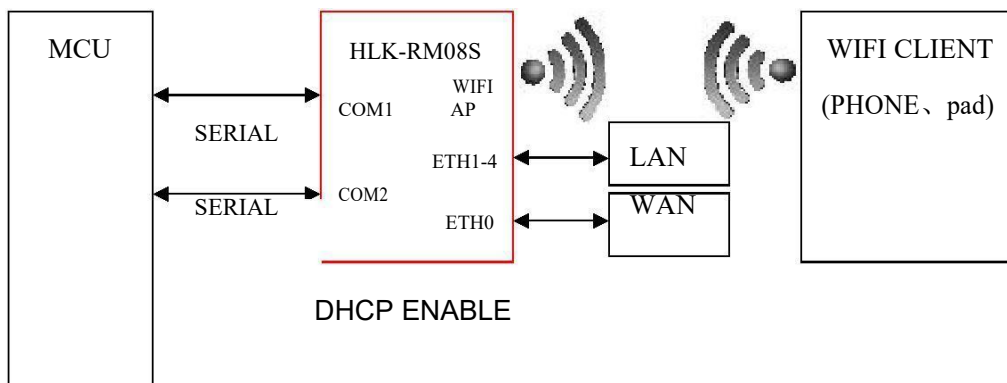 MCU
SERIAL
SERIAL
HLK-RM08S
WIFI
AP
COM1
ETH1-4
COM2
ETH0
DHCP ENABLE
LAN
WAN
WIFI CLIENT
(PHONE、pad)